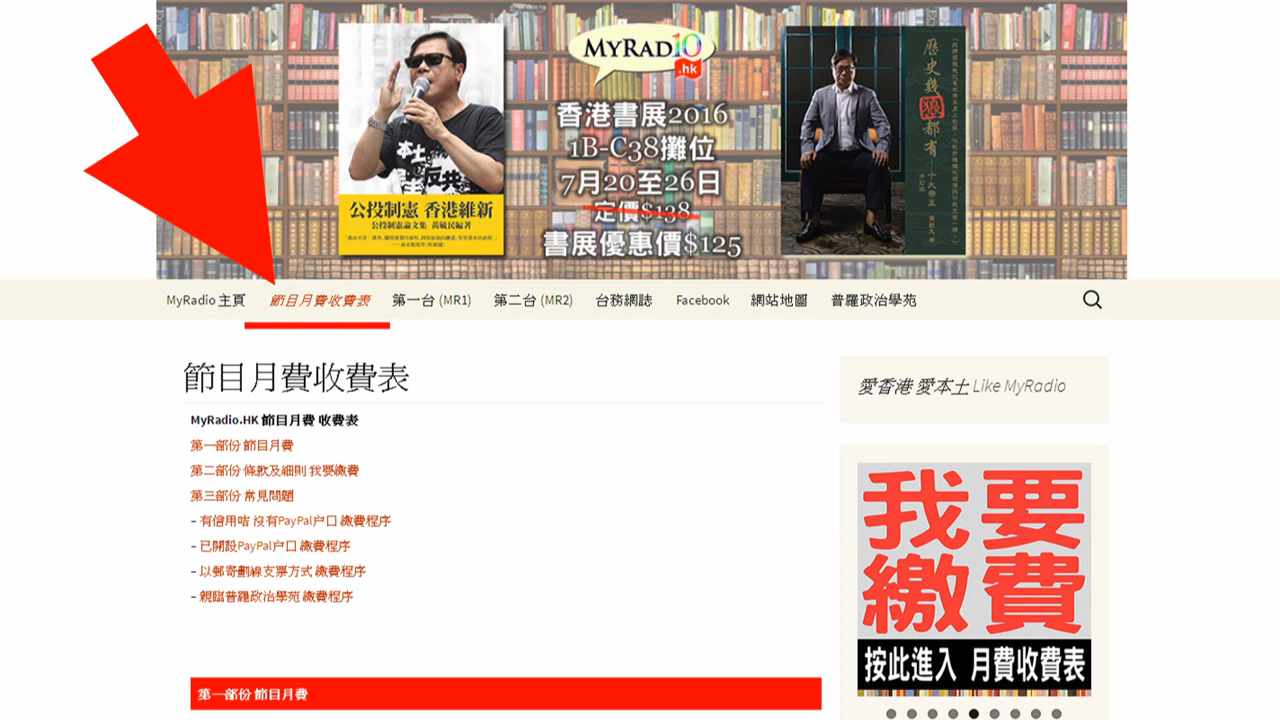 MYRAD10
.hk
香港書展2016
1B-C38攤位
7月20至26日
定價$138
書展優惠價$125
本土
反共
公投制憲 香港維新
公投制憲論文集 黃毓民編著
歷史幾狼都有
十大帝王
黃毓民 著
MyRadio 主頁
節目月費收費表
第一台 (MR1)
第二台 (MR2)
台務網誌
Facebook
網站地圖
普羅政治學苑
節目月費收費表
MyRadio.HK 節目月費 收費表
第一部份 節目月費
第二部份 條款及細則 我要繳費
第三部份 常見問題
– 有信用咭 沒有PayPal户口 繳費程序
– 已開設PayPal户口 繳費程序
– 以郵寄劃線支票方式 繳費程序
– 親臨普羅政治學苑 繳費程序
第一部份 節目月費
愛香港 愛本土 Like MyRadio
我要
繳費
按此進入 月費收費表